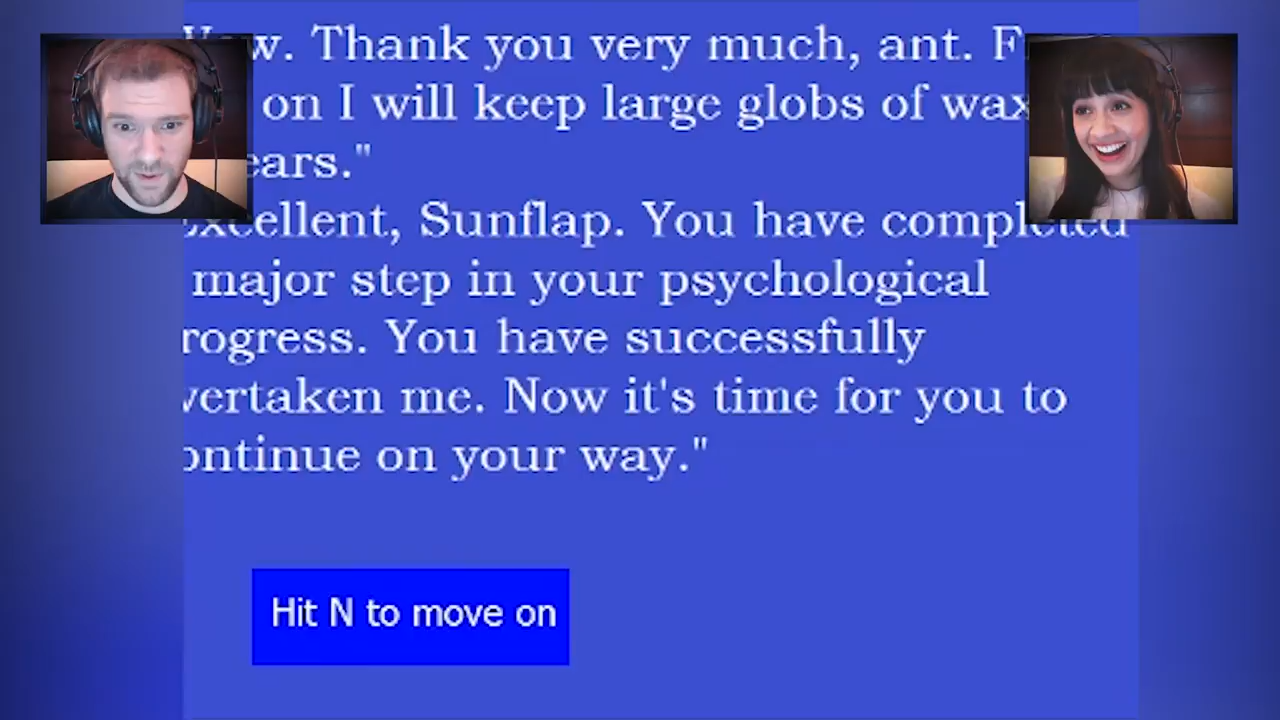 Wow. Thank you very much, ant. F
on I will keep large globs of wax
ears."
Excellent, Sunflap. You have completed
major step in your psychological
rogress. You have successfully
vertaken me. Now it's time for you to
ontinue on your way."
Hit N to move on